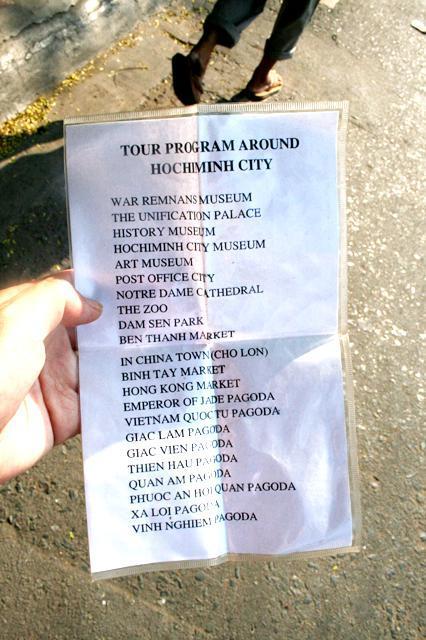 TOUR PROGRAM AROUND
HOCHIMINH CITY
WAR REMNANS MUSEUM
THE UNIFICATION PALACE
HISTORY MUSEUM
HOCHIMINH CITY MUSEUM
ART MUSEUM
POST OFFICE CITY
NOTRE DAME CATHEDRAL
THE ZOO
DAM SEN PARK
BEN THANH MARKET
IN CHINA TOWN (CHO LON)
BINH TAY MARKET
HONG KONG MARKET
EMPEROR OF JADE PAGODA
VIETNAM QUOC TU PAGODA
GIAC LAM PAGODA
GIAC VIEN PAGODA
THIEN HAU PAGODA
QUAN AM PAGODA
PHUOC AN HOI QUAN PAGODA
XA LOI PAGODA
VINH NGHIEM PAGODA